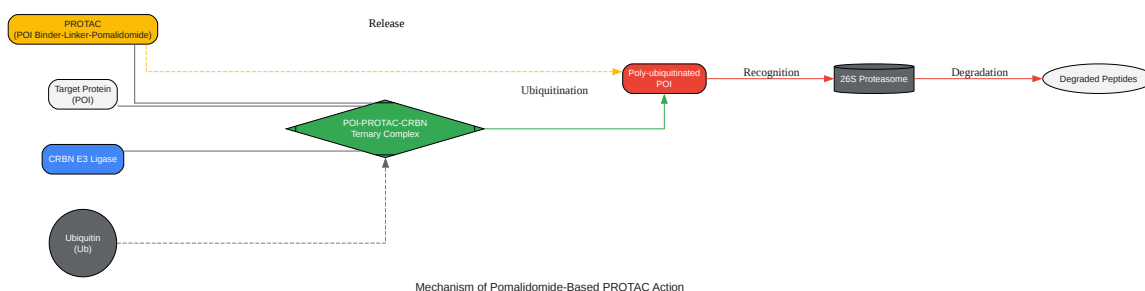 PROTAC
(POI Binder-Linker-Pomalidomide)
Release
Target Protein
(POI)
Poly-ubiquitinated
POI
Recognition
26S Proteasome
Degradation
Degraded Peptides
Ubiquitination
POI-PROTAC-CRBN
Ternary Complex
CRBN E3 Ligase
Ubiquitin
(Ub)
Mechanism of Pomalidomide-Based PROTAC Action